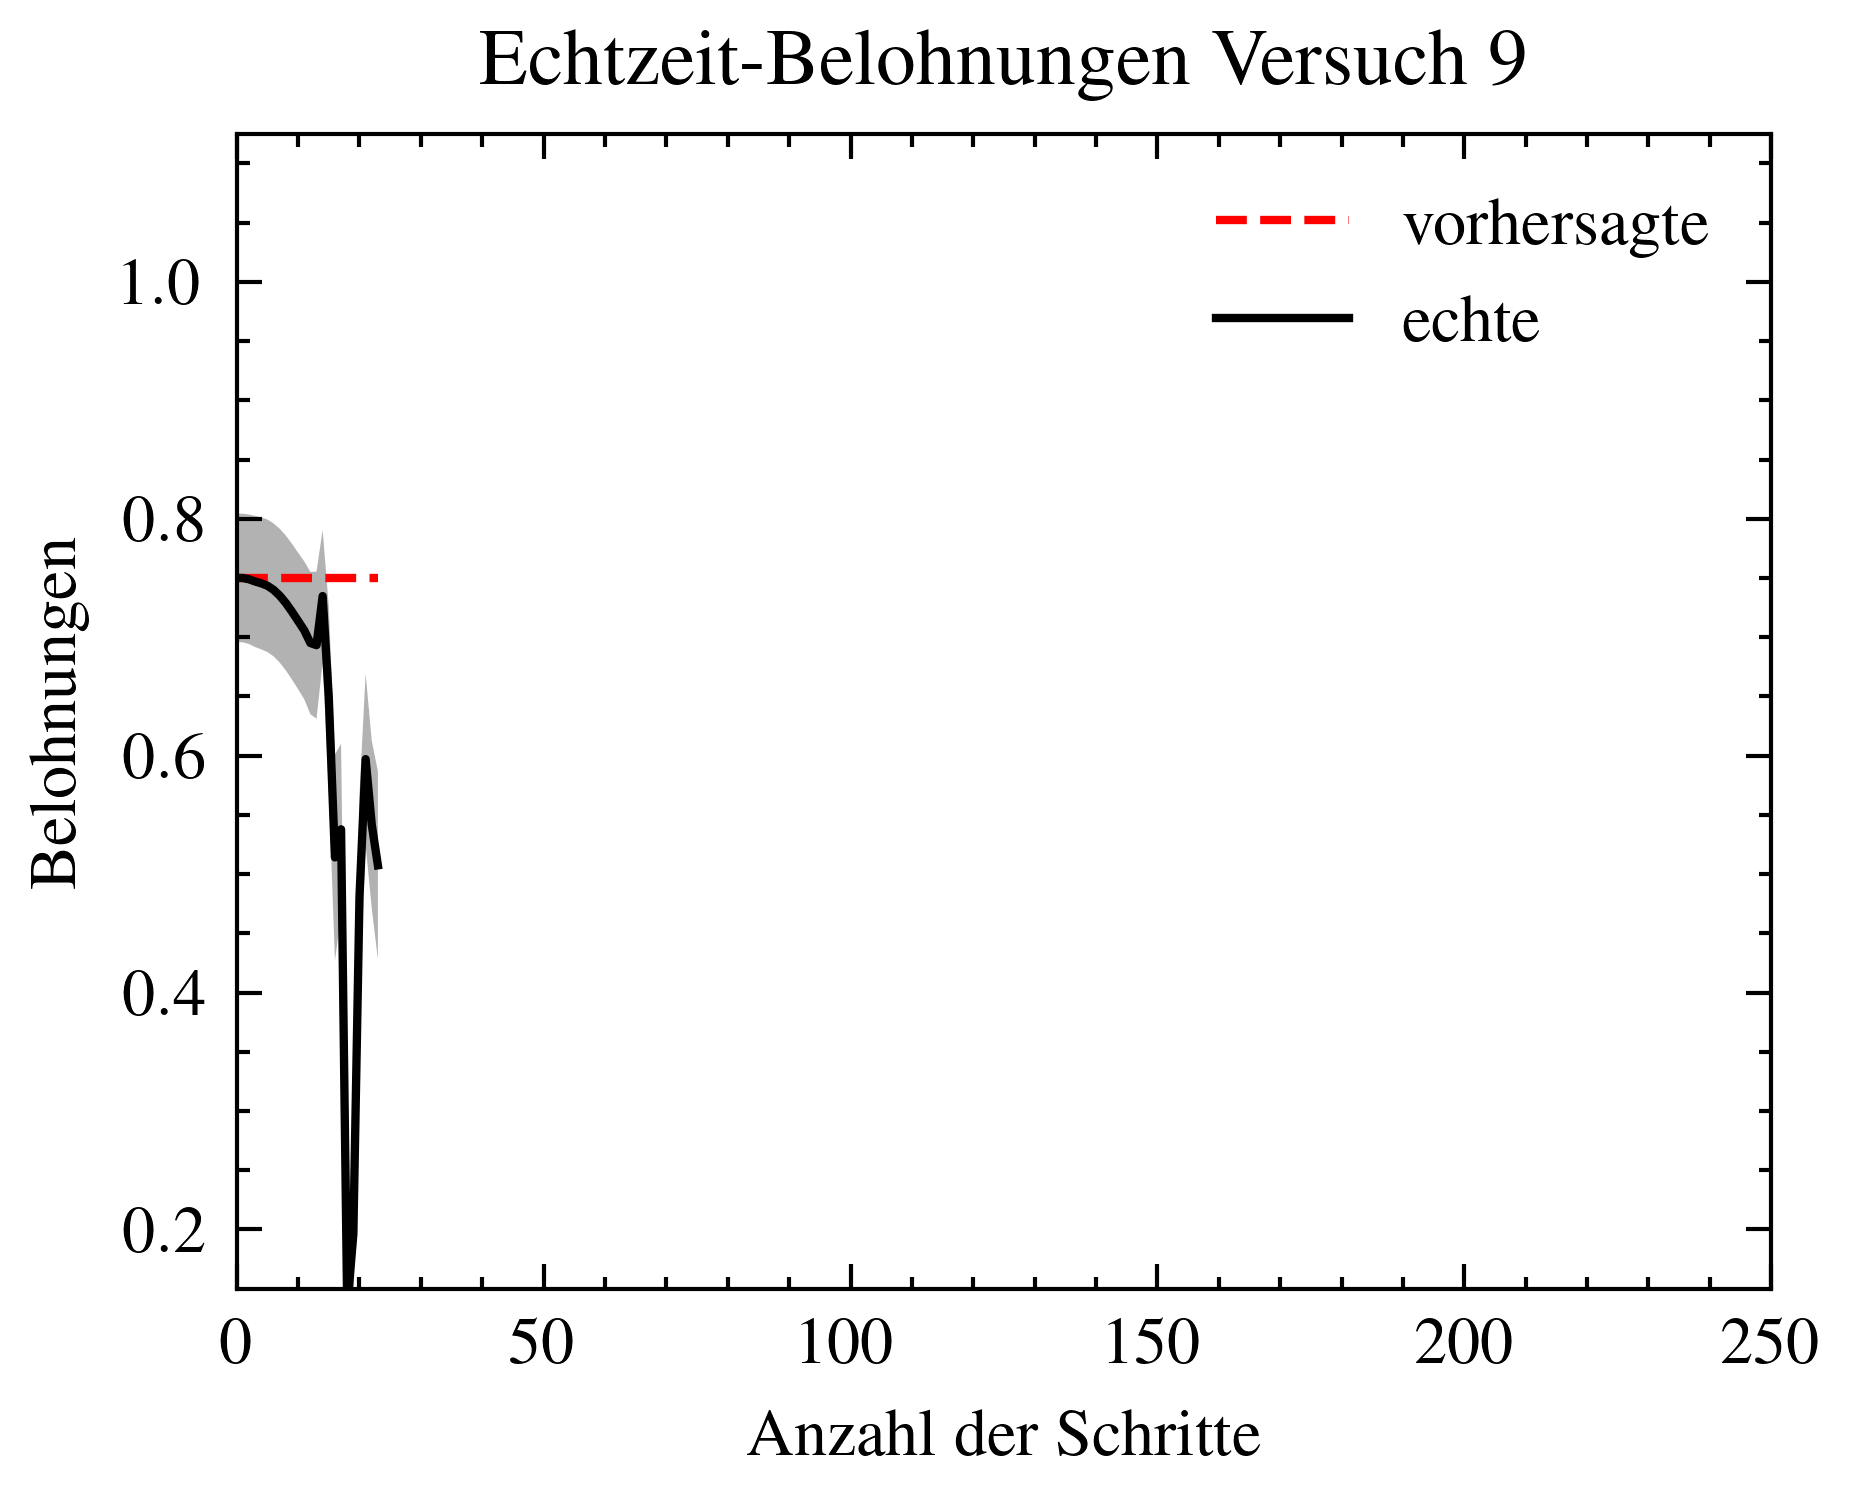 Echtzeit-Belohnungen Versuch 9
vorhersagte
echte
1.0
0.8
0.6
0.4
0.2
Belohnungen
0 50 100 150 200 250
Anzahl der Schritte